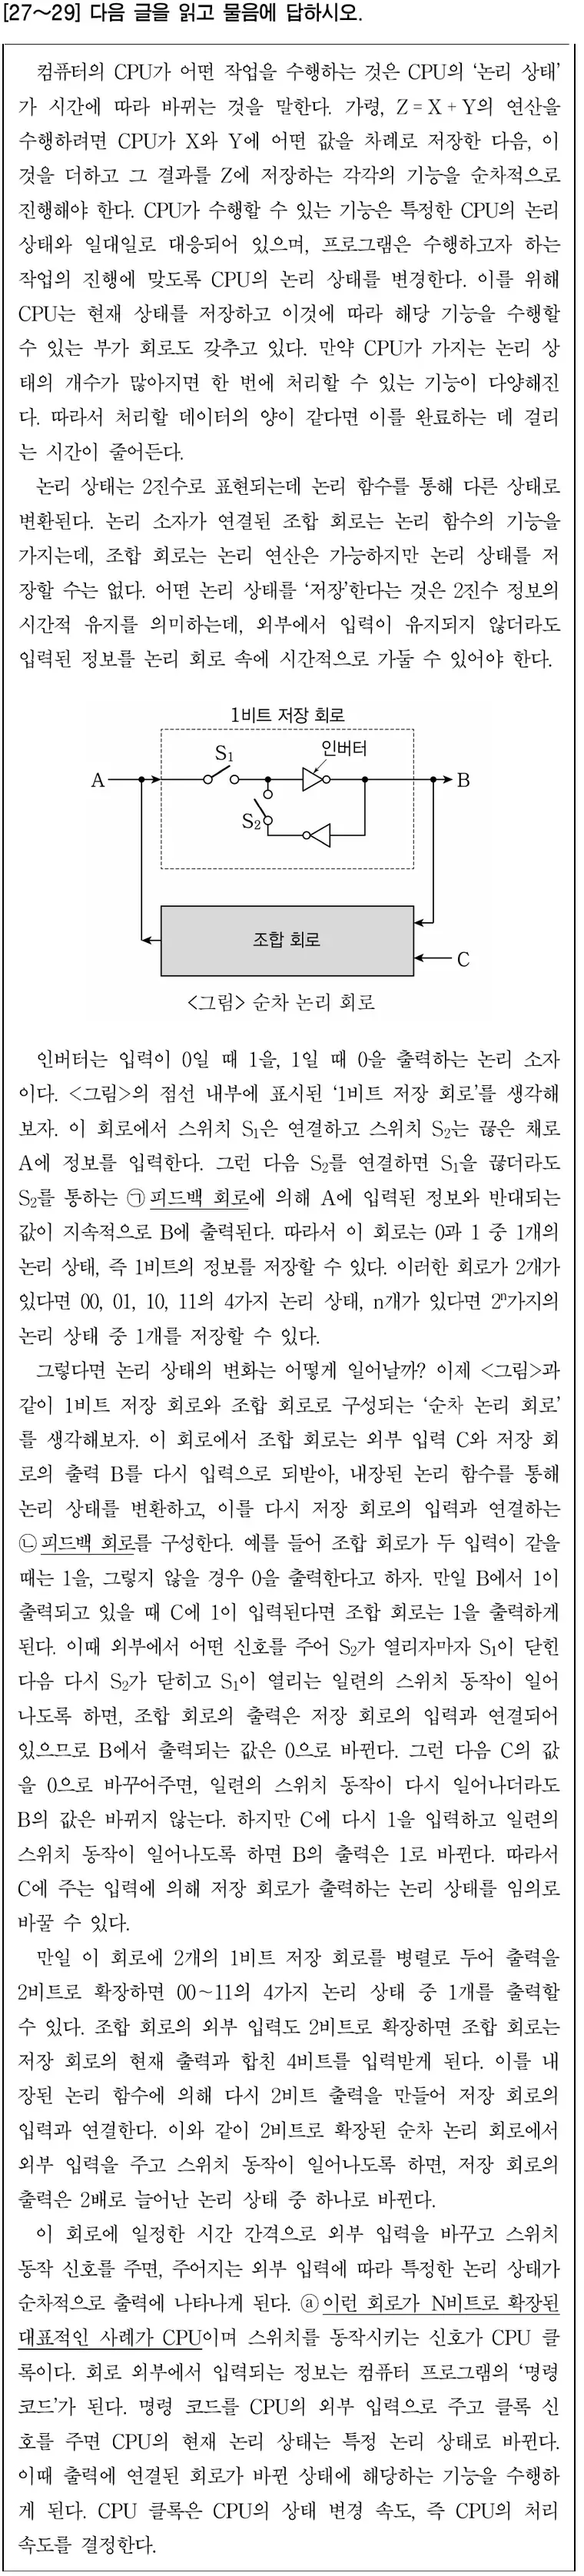 [27～29] 다음 글을 읽고 물음에 답하시오.
컴퓨터의 CPU가 어떤 작업을 수행하는 것은 CPU의 ‘논리 상태’
가 시간에 따라 바뀌는 것을 말한다. 가령, Z = X + Y의 연산을
수행하려면 CPU가 X와 Y에 어떤 값을 차례로 저장한 다음, 이
것을 더하고 그 결과를 Z에 저장하는 각각의 기능을 순차적으로
진행해야 한다. CPU가 수행할 수 있는 기능은 특정한 CPU의 논리
상태와 일대일로 대응되어 있으며, 프로그램은 수행하고자 하는
작업의 진행에 맞도록 CPU의 논리 상태를 변경한다. 이를 위해
CPU는 현재 상태를 저장하고 이것에 따라 해당 기능을 수행할
수 있는 부가 회로도 갖추고 있다. 만약 CPU가 가지는 논리 상
태의 개수가 많아지면 한 번에 처리할 수 있는 기능이 다양해진
다. 따라서 처리할 데이터의 양이 같다면 이를 완료하는 데 걸리
는 시간이 줄어든다.
논리 상태는 2진수로 표현되는데 논리 함수를 통해 다른 상태로
변환된다. 논리 소자가 연결된 조합 회로는 논리 함수의 기능을
가지는데, 조합 회로는 논리 연산은 가능하지만 논리 상태를 저
장할 수는 없다. 어떤 논리 상태를 ‘저장’한다는 것은 2진수 정보의
시간적 유지를 의미하는데, 외부에서 입력이 유지되지 않더라도
입력된 정보를 논리 회로 속에 시간적으로 가둘 수 있어야 한다.
1비트 저장 회로
S₁
인버터
A
B
S₂
조합 회로
C
<그림> 순차 논리 회로
인버터는 입력이 0일 때 1을, 1일 때 0을 출력하는 논리 소자
이다. <그림>의 점선 내부에 표시된 ‘1비트 저장 회로’를 생각해
보자. 이 회로에서 스위치 S₁은 연결하고 스위치 S₂는 끊은 채로
A에 정보를 입력한다. 그런 다음 S₂를 연결하면 S₁을 끊더라도
S₂를 통하는 ㉠피드백 회로에 의해 A에 입력된 정보와 반대되는
값이 지속적으로 B에 출력된다. 따라서 이 회로는 0과 1 중 1개의
논리 상태, 즉 1비트의 정보를 저장할 수 있다. 이러한 회로가 2개가
있다면 00, 01, 10, 11의 4가지 논리 상태, n개가 있다면 2ⁿ가지의
논리 상태 중 1개를 저장할 수 있다.
그렇다면 논리 상태의 변화는 어떻게 일어날까? 이제 <그림>과
같이 1비트 저장 회로와 조합 회로로 구성되는 ‘순차 논리 회로’
를 생각해보자. 이 회로에서 조합 회로는 외부 입력 C와 저장 회
로의 출력 B를 다시 입력으로 되받아, 내장된 논리 함수를 통해
논리 상태를 변환하고, 이를 다시 저장 회로의 입력과 연결하는
㉡피드백 회로를 구성한다. 예를 들어 조합 회로가 두 입력이 같을
때는 1을, 그렇지 않을 경우 0을 출력한다고 하자. 만일 B에서 1이
출력되고 있을 때 C에 1이 입력된다면 조합 회로는 1을 출력하게
된다. 이때 외부에서 어떤 신호를 주어 S₂가 열리자마자 S₁이 닫힌
다음 다시 S₂가 닫히고 S₁이 열리는 일련의 스위치 동작이 일어
나도록 하면, 조합 회로의 출력은 저장 회로의 입력과 연결되어
있으므로 B에서 출력되는 값은 0으로 바뀐다. 그런 다음 C의 값
을 0으로 바꾸어주면, 일련의 스위치 동작이 다시 일어나더라도
B의 값은 바뀌지 않는다. 하지만 C에 다시 1을 입력하고 일련의
스위치 동작이 일어나도록 하면 B의 출력은 1로 바뀐다. 따라서
C에 주는 입력에 의해 저장 회로가 출력하는 논리 상태를 임의로
바꿀 수 있다.
만일 이 회로에 2개의 1비트 저장 회로를 병렬로 두어 출력을
2비트로 확장하면 00～11의 4가지 논리 상태 중 1개를 출력할
수 있다. 조합 회로의 외부 입력도 2비트로 확장하면 조합 회로는
저장 회로의 현재 출력과 합친 4비트를 입력받게 된다. 이를 내
장된 논리 함수에 의해 다시 2비트 출력을 만들어 저장 회로의
입력과 연결한다. 이와 같이 2비트로 확장된 순차 논리 회로에서
외부 입력을 주고 스위치 동작이 일어나도록 하면, 저장 회로의
출력은 2배로 늘어난 논리 상태 중 하나로 바뀐다.
이 회로에 일정한 시간 간격으로 외부 입력을 바꾸고 스위치
동작 신호를 주면, 주어지는 외부 입력에 따라 특정한 논리 상태가
순차적으로 출력에 나타나게 된다. ⓐ이런 회로가 N비트로 확장된
대표적인 사례가 CPU이며 스위치를 동작시키는 신호가 CPU 클
록이다. 회로 외부에서 입력되는 정보는 컴퓨터 프로그램의 ‘명령
코드’가 된다. 명령 코드를 CPU의 외부 입력으로 주고 클록 신
호를 주면 CPU의 현재 논리 상태는 특정 논리 상태로 바뀐다.
이때 출력에 연결된 회로가 바뀐 상태에 해당하는 기능을 수행하
게 된다. CPU 클록은 CPU의 상태 변경 속도, 즉 CPU의 처리
속도를 결정한다.